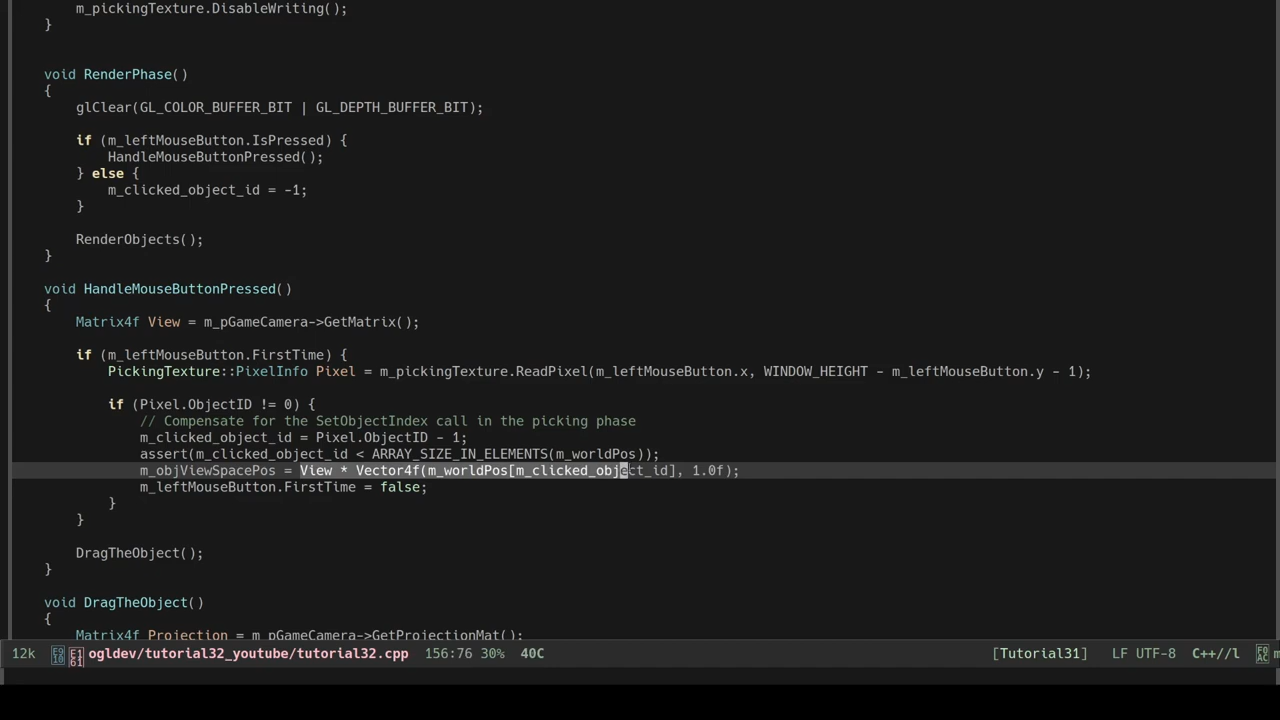 m_pickingTexture.DisableWriting();
}
void RenderPhase()
{
glClear(GL_COLOR_BUFFER_BIT | GL_DEPTH_BUFFER_BIT);
if (m_leftMouseButton.IsPressed) {
HandleMouseButtonPressed();
} else {
m_clicked_object_id = -1;
}
RenderObjects();
}
void HandleMouseButtonPressed()
{
Matrix4f View = m_pGameCamera->GetMatrix();
if (m_leftMouseButton.FirstTime) {
PickingTexture::PixelInfo Pixel = m_pickingTexture.ReadPixel(m_leftMouseButton.x, WINDOW_HEIGHT - m_leftMouseButton.y - 1);
if (Pixel.ObjectID != 0) {
// Compensate for the SetObjectIndex call in the picking phase
m_clicked_object_id = Pixel.ObjectID - 1;
assert(m_clicked_object_id < ARRAY_SIZE_IN_ELEMENTS(m_worldPos));
m_objViewSpacePos = View * Vector4f(m_worldPos[m_clicked_object_id], 1.0f);
m_leftMouseButton.FirstTime = false;
}
}
DragTheObject();
}
void DragTheObject()
{
Matrix4f Projection = m_pGameCamera->GetProjectionMat();
12k ogldev/tutorial32_youtube/tutorial32.cpp 156:76 30% 40C [Tutorial31] LF UTF-8 C++//l